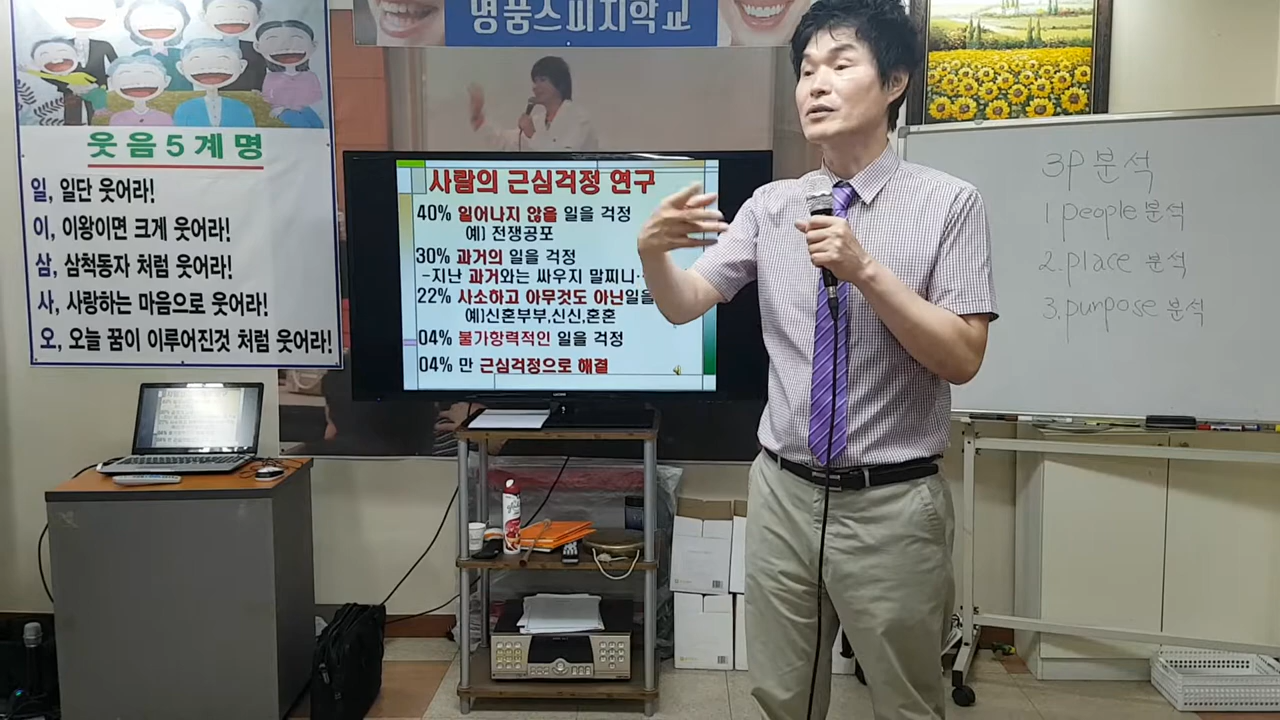 명품스피치학교
웃음5계명
일, 일단 웃어라!
이, 이왕이면 크게 웃어라!
삼, 삼척동자 처럼 웃어라!
사, 사랑하는 마음으로 웃어라!
오, 오늘 꿈이 이루어진것 처럼 웃어라!
사람의 근심걱정 연구
40% 일어나지 않을 일을 걱정
예) 전쟁공포
30% 과거의 일을 걱정
-지난 과거와는 싸우지 말찌니
22% 사소하고 아무것도 아닌일을
예)신혼부부,신신,혼혼
04% 불가항력적인 일을 걱정
04% 만 근심걱정으로 해결
3P 분석
1 people 분석
2. place 분석
3. purpose 분석